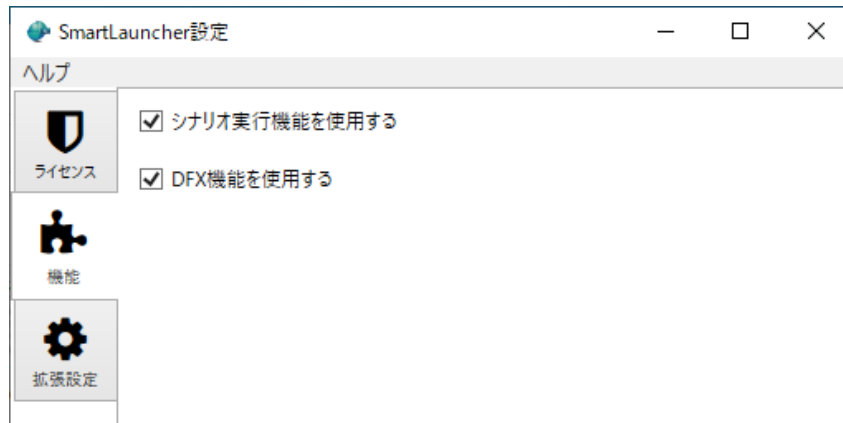 SmartLauncher設定
ヘルプ
ライセンス
シナリオ実行機能を使用する
DFX機能を使用する
機能
拡張設定